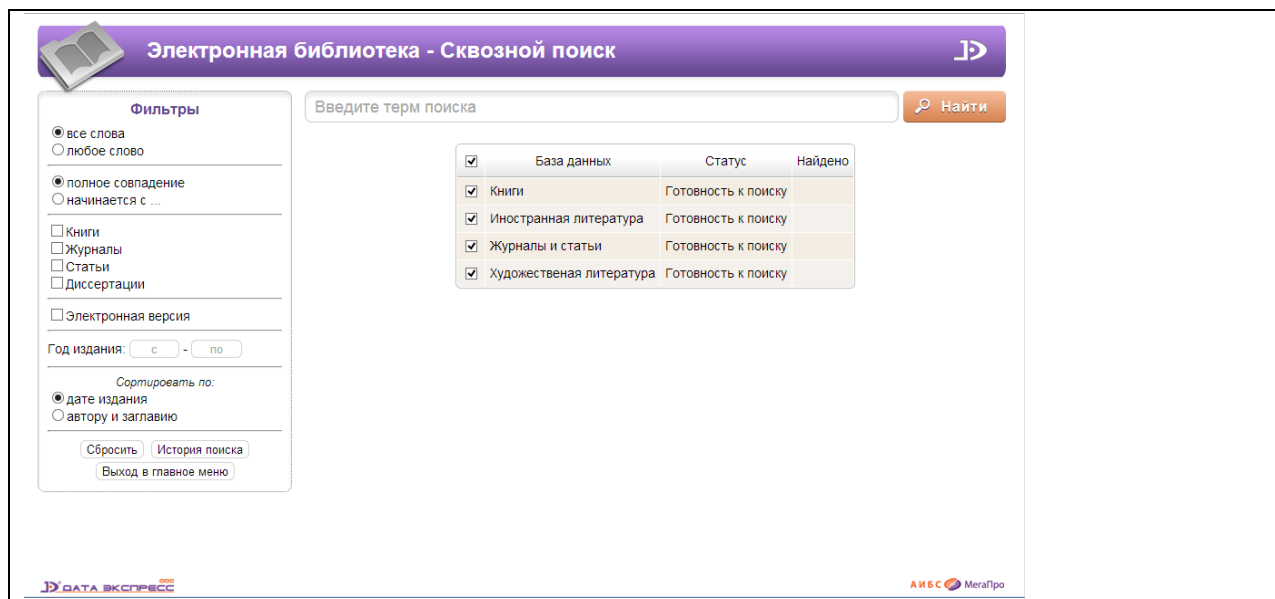 Электронная библиотека - Сквозной поиск
Фильтры
все слова
любое слово
полное совпадение
начинается с ...
Книги
Журналы
Статьи
Диссертации
Электронная версия
Год издания: с - по
Сортировать по:
дате издания
автору и заглавию
Сбросить История поиска
Выход в главное меню
Введите терм поиска Найти
База данных Статус Найдено
Книги Готовность к поиску
Иностранная литература Готовность к поиску
Журналы и статьи Готовность к поиску
Художественая литература Готовность к поиску
ДАТА ЭКСПРЕСС
АИБС МегаПро